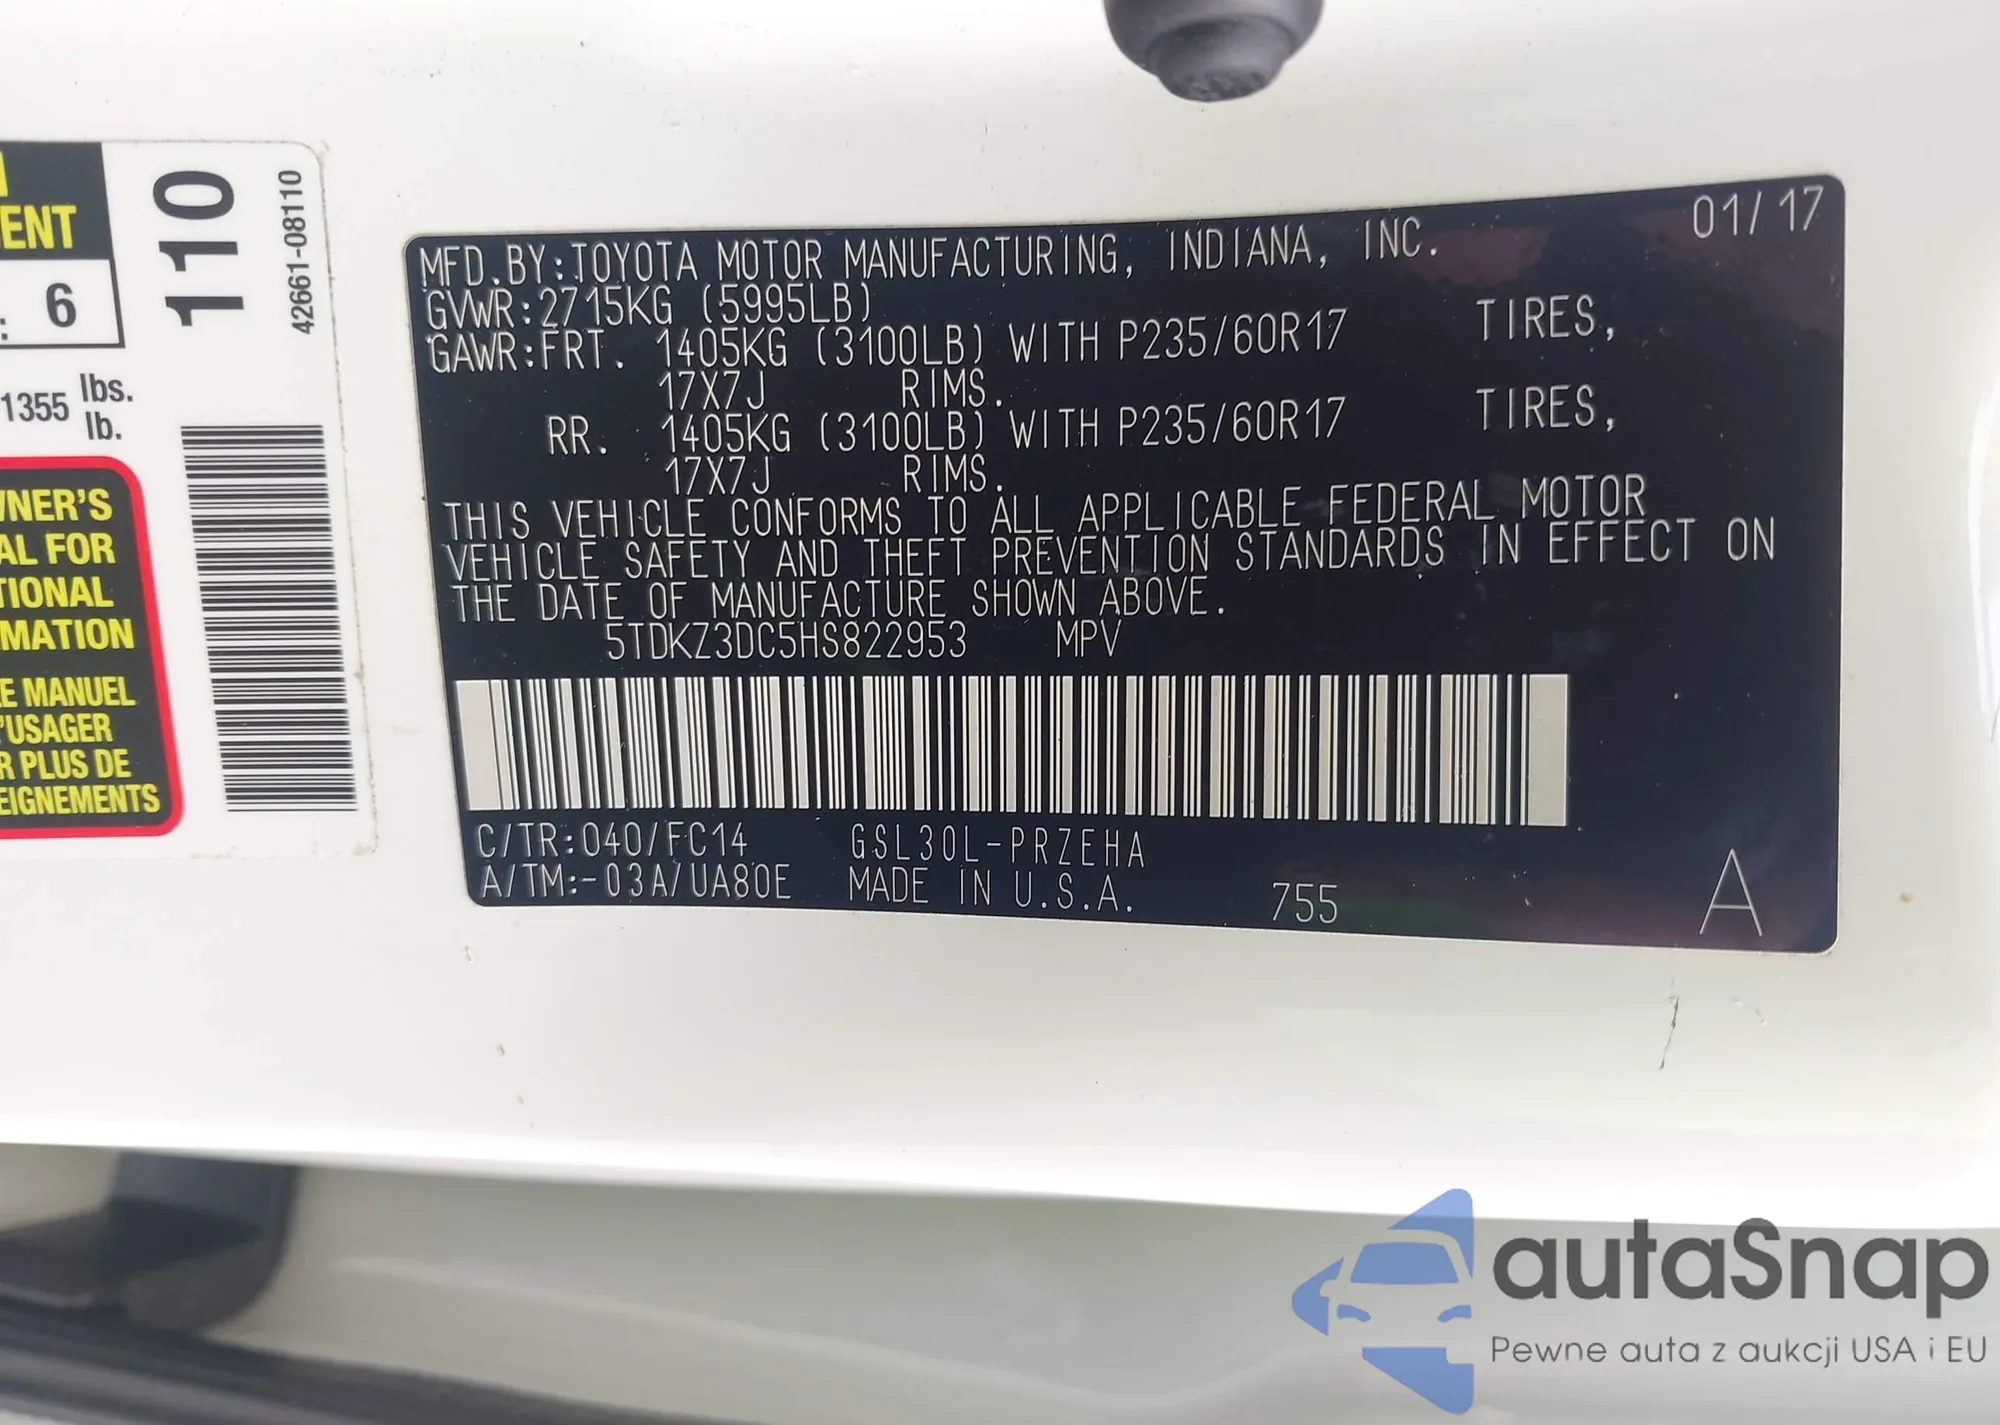 ENT
: 6
1355 lbs.
lb.
110
42661-08110
WNER'S
AL FOR
TIONAL
MATION
LE MANUEL
L'USAGER
R PLUS DE
EIGNEMENTS
01/17
MFD.BY:TOYOTA MOTOR MANUFACTURING, INDIANA, INC.
GVWR:2715KG (5995LB)
GAWR:FRT. 1405KG (3100LB) WITH P235/60R17 TIRES,
17X7J RIMS.
RR. 1405KG (3100LB) WITH P235/60R17 TIRES,
17X7J RIMS.
THIS VEHICLE CONFORMS TO ALL APPLICABLE FEDERAL MOTOR
VEHICLE SAFETY AND THEFT PREVENTION STANDARDS IN EFFECT ON
THE DATE OF MANUFACTURE SHOWN ABOVE.
5TDKZ3DC5HS822953 MPV
C/TR:040/FC14 GSL30L-PRZEHA
A/TM:-03A/UA80E MADE IN U.S.A. 755 A
autaSnap
Pewne auta z aukcji USA i EU